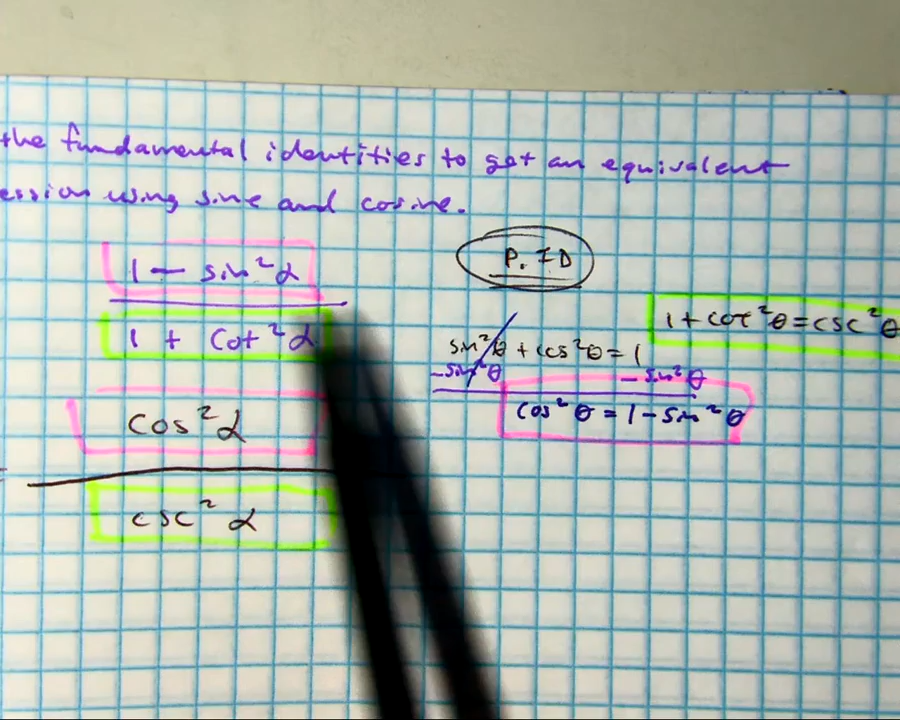 the fundamental identities to get an equivalent
ession using sine and cosine.
1 - sin²α
1 + cot²α
cos²α
csc²α
P. ID
sin²θ + cos²θ = 1
-sin²θ -sin²θ
cos²θ = 1 - sin²θ
1 + cot²θ = csc²θ